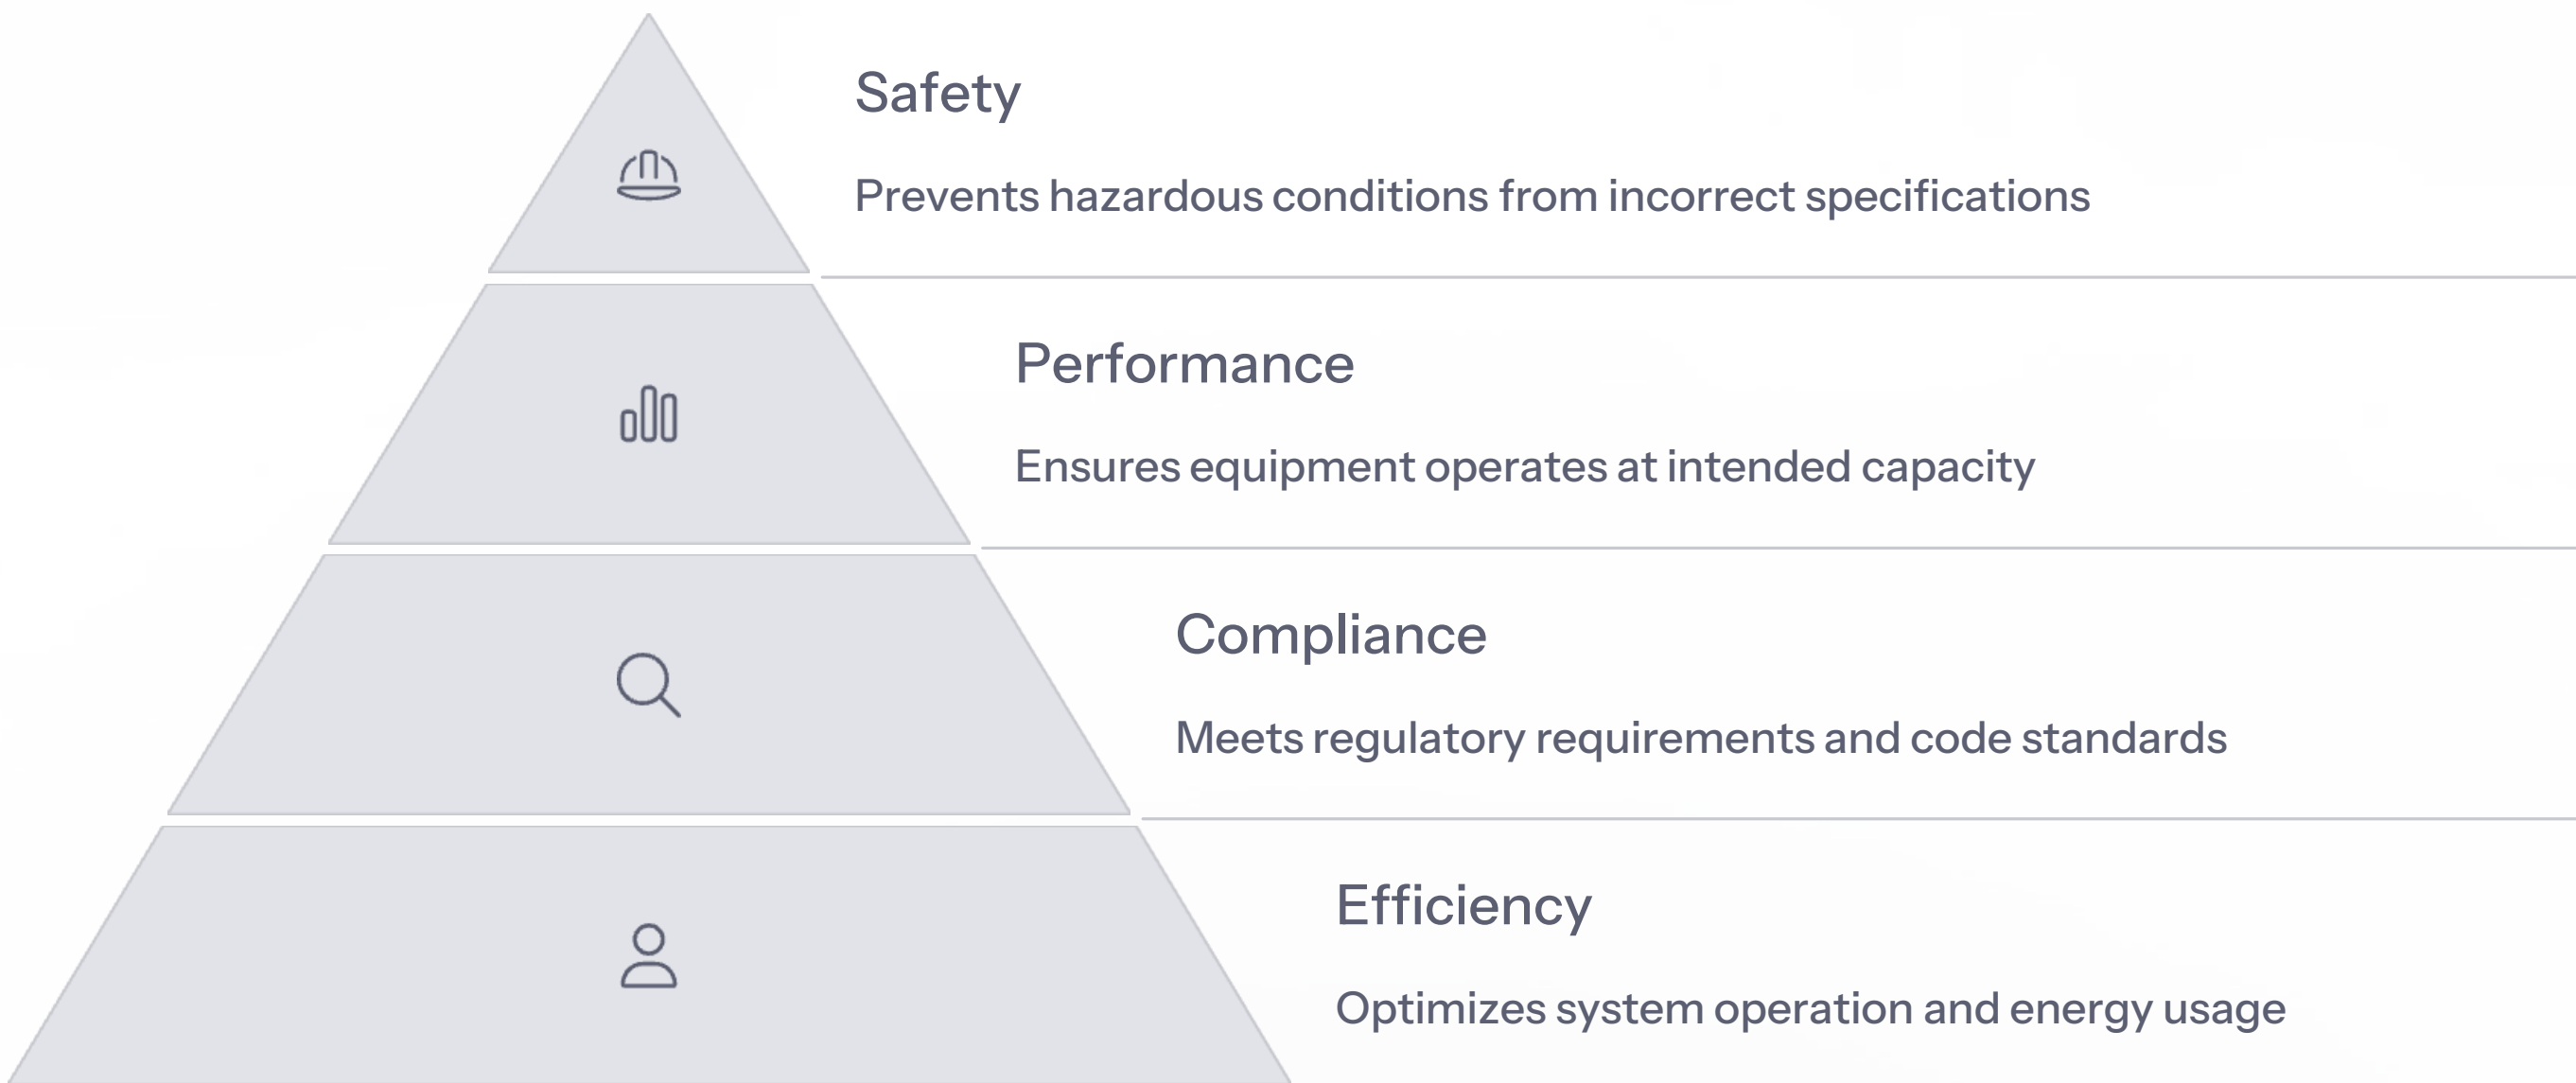 Safety
Prevents hazardous conditions from incorrect specifications
Performance
Ensures equipment operates at intended capacity
Compliance
Meets regulatory requirements and code standards
Efficiency
Optimizes system operation and energy usage